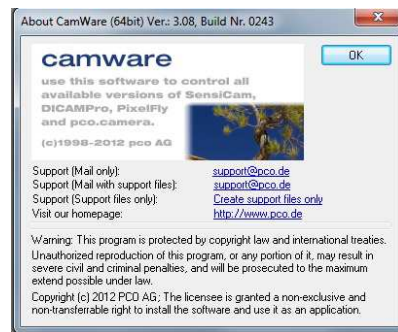 About CamWare (64bit) Ver.: 3.08, Build Nr. 0243
camware
use this software to control all
available versions of SensiCam,
DICAMPro, PixelFly
and pco.camera.
(c)1998-2012 pco AG
OK
Support (Mail only): support@pco.de
Support (Mail with support files): support@pco.de
Support (Support files only): Create support files only
Visit our homepage: http://www.pco.de
Warning: This program is protected by copyright law and international treaties.
Unauthorized reproduction of this program, or any portion of it, may result in
severe civil and criminal penalties, and will be prosecuted to the maximum
extend possible under law.
Copyright (c) 2012 PCO AG; The licensee is granted a non-exclusive and
non-transferrable right to install the software and use it as an application.